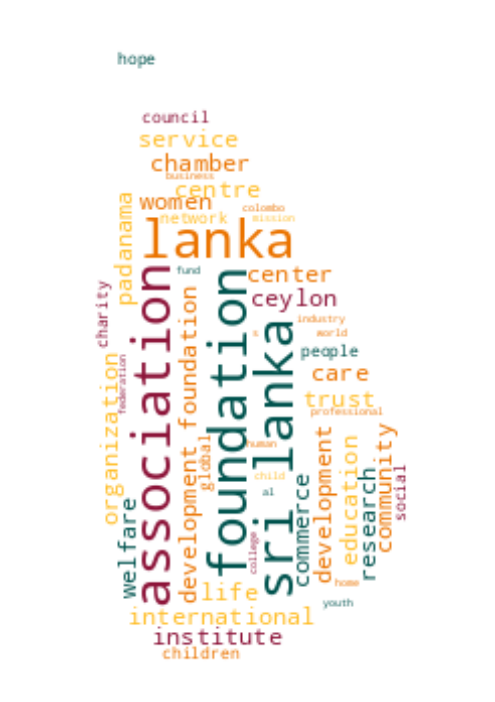 hope
council
service
chamber
business
centre
women
colombo
network
mission
padanama
lanka
fund
center
charity
association
foundation
ceylon
development foundation
sri lanka
industry
s
world
people
federation
organization
care
trust
professional
global
human
community
development
education
research
social
child
al
commerce
welfare
college
home
life
youth
international
institute
children